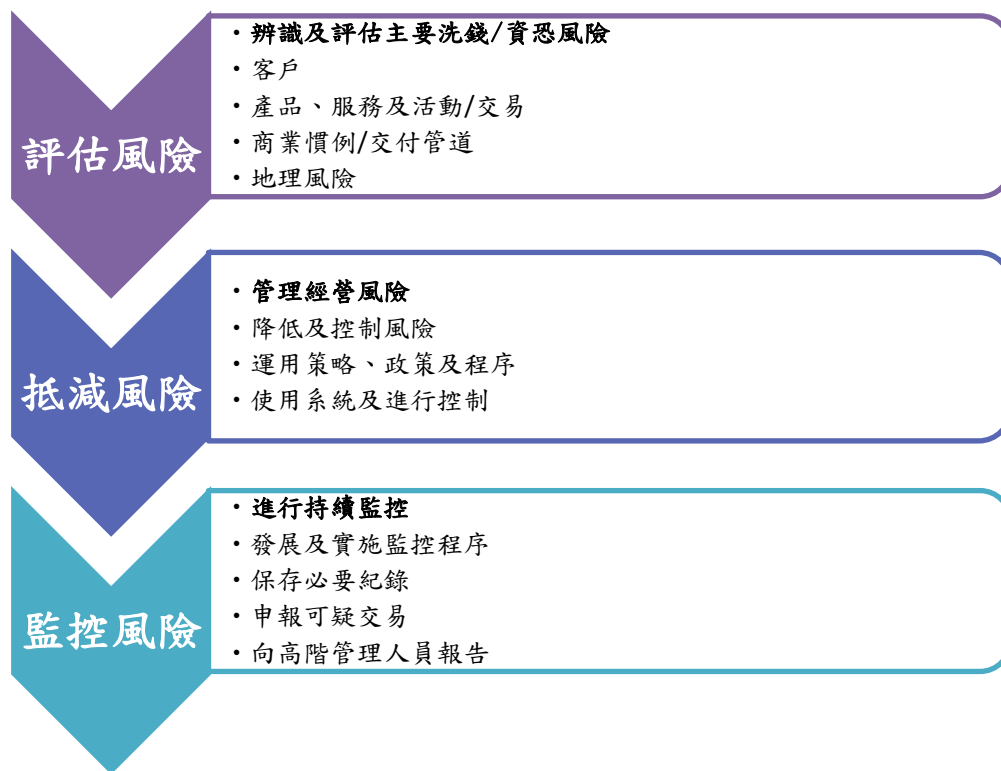 評估風險
・辨識及評估主要洗錢/資恐風險
・客戶
・產品、服務及活動/交易
・商業慣例/交付管道
・地理風險
抵減風險
・管理經營風險
・降低及控制風險
・運用策略、政策及程序
・使用系統及進行控制
監控風險
・進行持續監控
・發展及實施監控程序
・保存必要紀錄
・申報可疑交易
・向高階管理人員報告